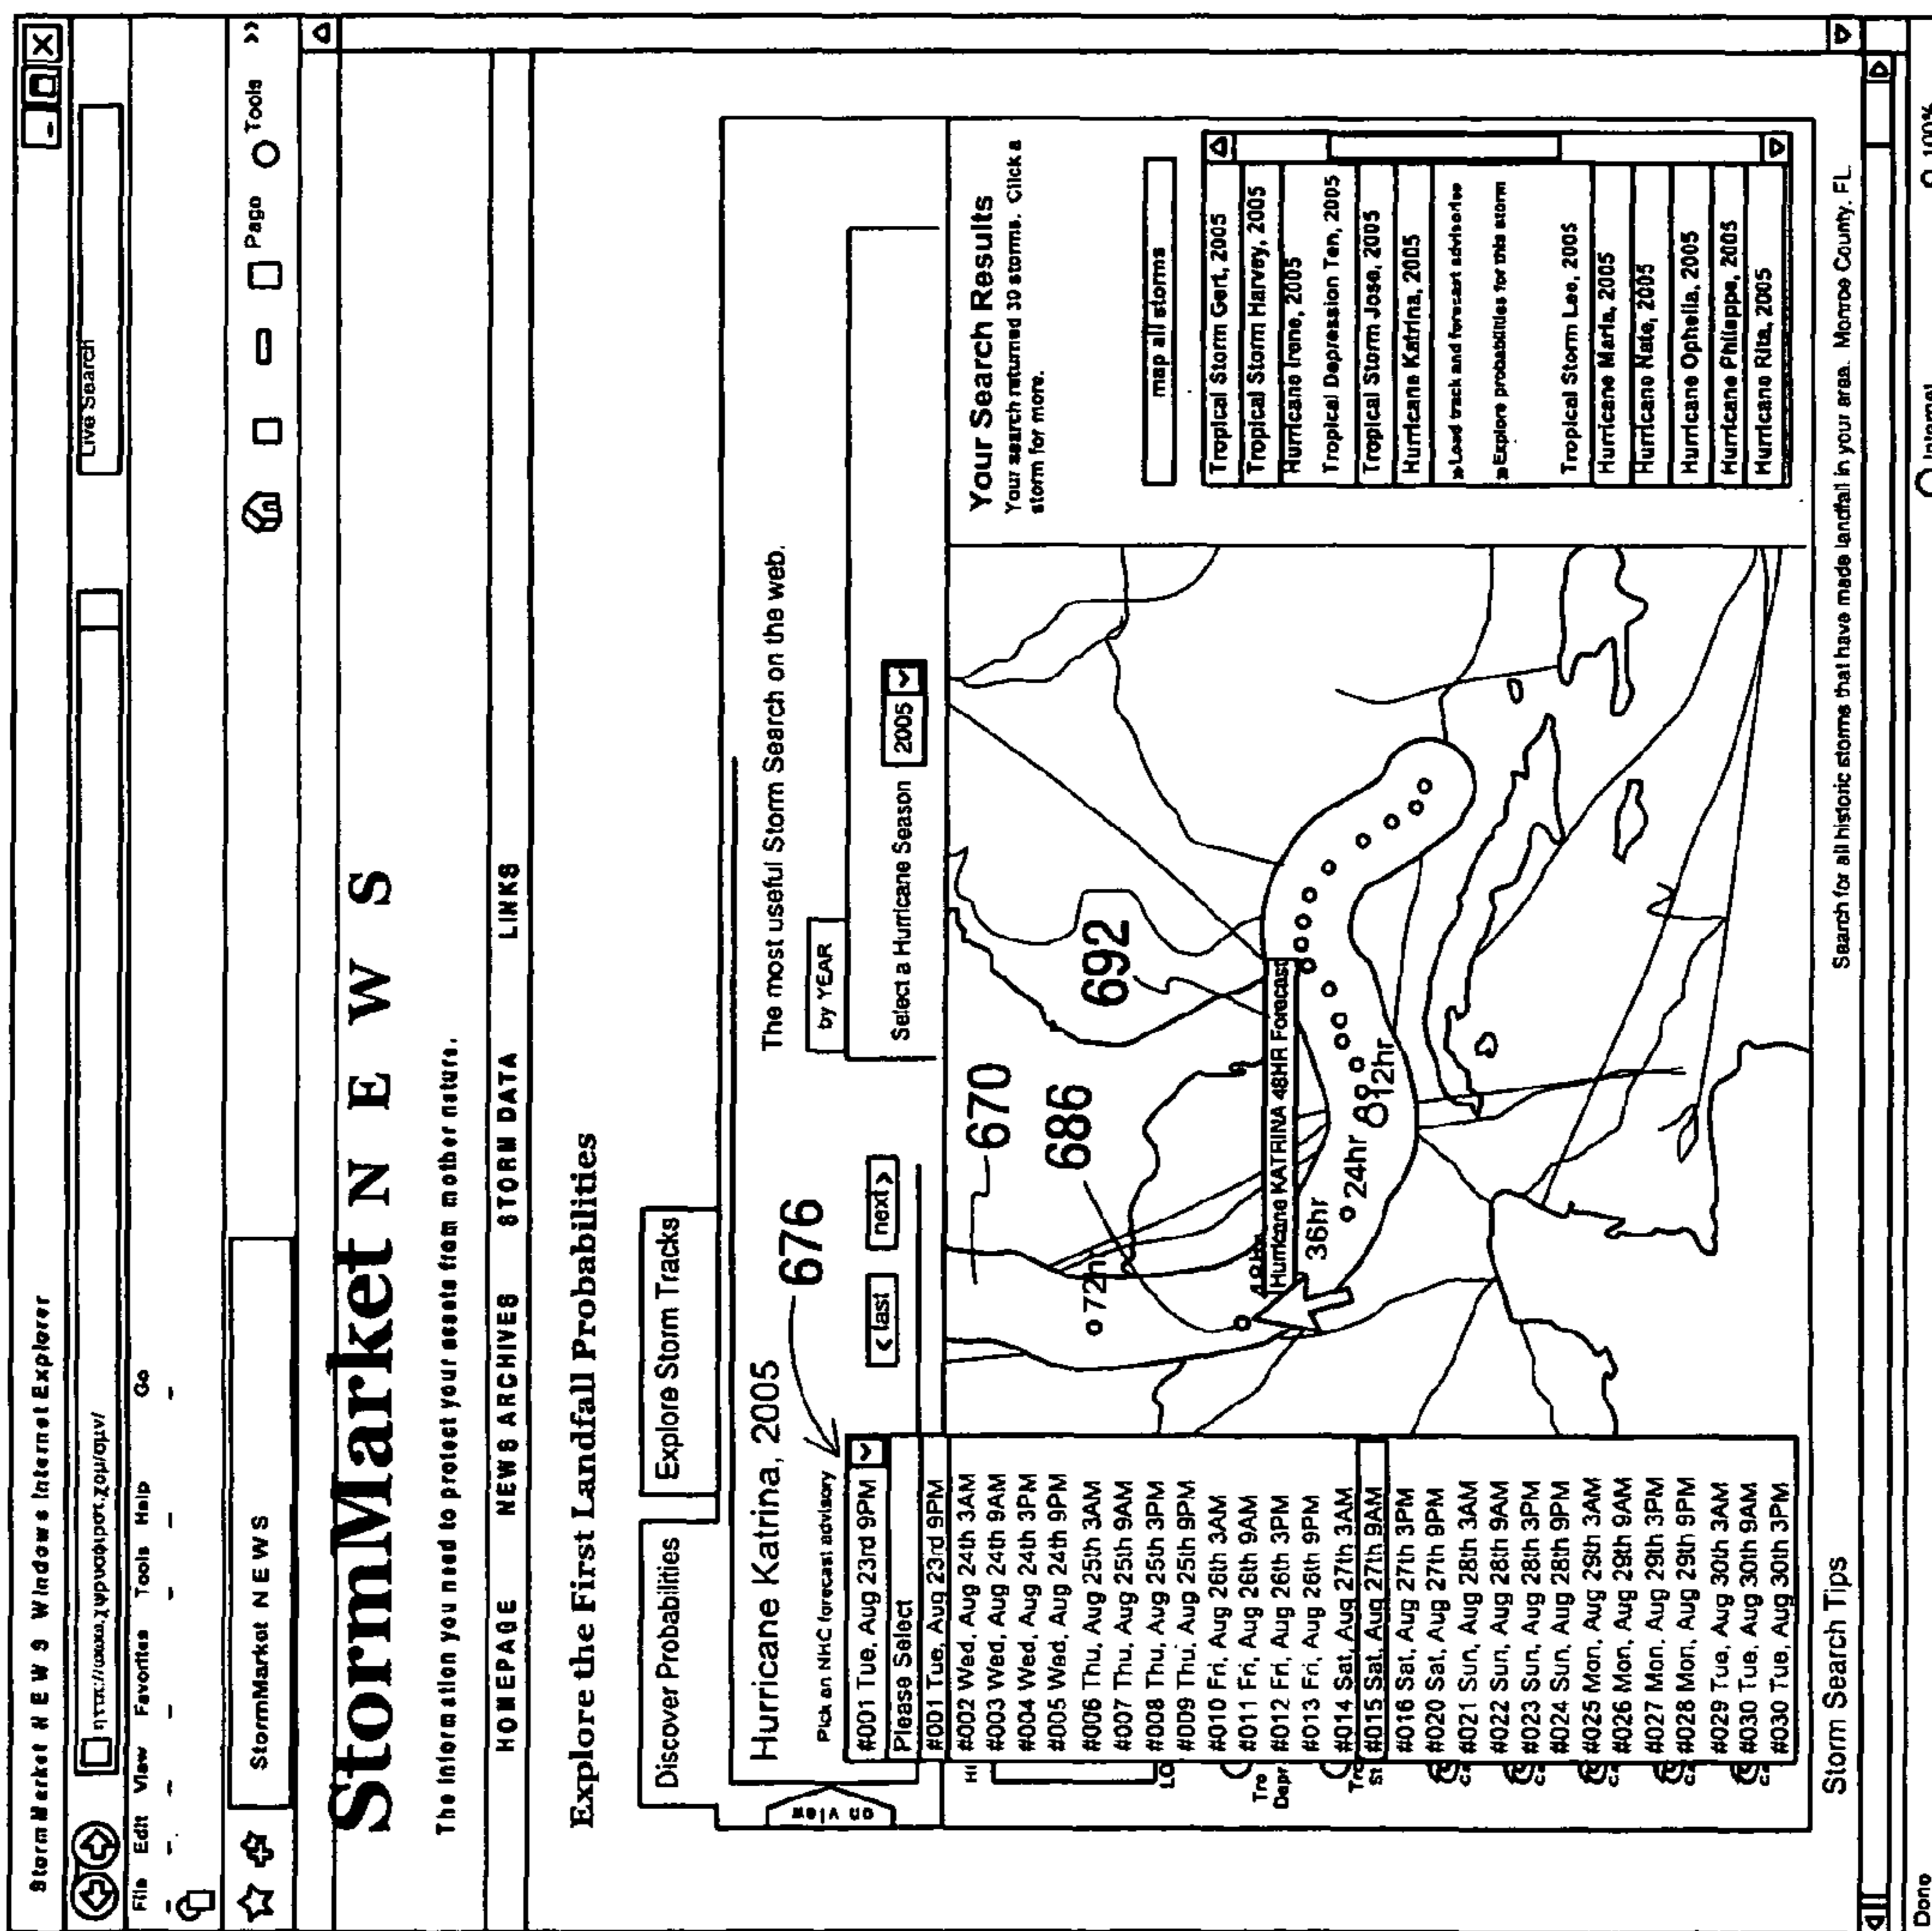 StormMarket NEWS Windows Internet Explorer
ηττπ://ωωω.χωρυαφιρστ.χομ/σμν/
Live Search
File Edit View Favorites Tools Help Go
StormMarket NEWS
Page Tools »
StormMarket NEWS
The information you need to protect your assets from mother nature.
HOMEPAGE NEWS ARCHIVES STORM DATA LINKS
Explore the First Landfall Probabilities
Discover Probabilities
Explore Storm Tracks
Hurricane Katrina, 2005
676
The most useful Storm Search on the web.
Pick an NHC forecast advisory
by YEAR
#001 Tue, Aug 23rd 9PM
< last
next >
Select a Hurricane Season 2005
Please Select
#001 Tue, Aug 23rd 9PM
#002 Wed, Aug 24th 3AM
#003 Wed, Aug 24th 9AM
#004 Wed, Aug 24th 3PM
#005 Wed, Aug 24th 9PM
#006 Thu, Aug 25th 3AM
#007 Thu, Aug 25th 9AM
#008 Thu, Aug 25th 3PM
#009 Thu, Aug 25th 9PM
#010 Fri, Aug 26th 3AM
#011 Fri, Aug 26th 9AM
#012 Fri, Aug 26th 3PM
#013 Fri, Aug 26th 9PM
#014 Sat, Aug 27th 3AM
#015 Sat, Aug 27th 9AM
#016 Sat, Aug 27th 3PM
#020 Sat, Aug 27th 9PM
#021 Sun, Aug 28th 3AM
#022 Sun, Aug 28th 9AM
#023 Sun, Aug 28th 3PM
#024 Sun, Aug 28th 9PM
#025 Mon, Aug 29th 3AM
#026 Mon, Aug 29th 9AM
#027 Mon, Aug 29th 3PM
#028 Mon, Aug 29th 9PM
#029 Tue, Aug 30th 3AM
#030 Tue, Aug 30th 9AM
#030 Tue, Aug 30th 3PM
LO
Tro
Depr
Tro
St
670
686
692
72h
48hr
Hurricane KATRINA 48HR Forecast
36hr
24hr
12hr
Your Search Results
Your search returned 30 storms. Click a
storm for more.
map all storms
Tropical Storm Gert, 2005
Tropical Storm Harvey, 2005
Hurricane Irene, 2005
Tropical Depression Ten, 2005
Tropical Storm Jose, 2005
Hurricane Katrina, 2005
» Load track and forecast advisories
» Explore probabilities for this storm
Tropical Storm Lee, 2005
Hurricane Maria, 2005
Hurricane Nate, 2005
Hurricane Ophelia, 2005
Hurricane Philippe, 2005
Hurricane Rita, 2005
Storm Search Tips
Search for all historic storms that have made landfall in your area. Monroe County, FL.
Done
Internet
100%